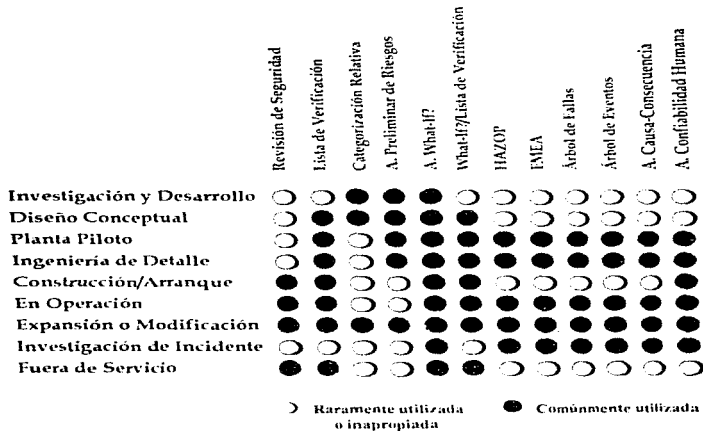 Revisión de Seguridad
Lista de Verificación
Categorización Relativa
A. Preliminar de Riesgos
A. What-If?
What-If?/Lista de Verificación
HAZOP
FMEA
Árbol de Fallas
Árbol de Eventos
A. Causa-Consecuencia
A. Confiabilidad Humana
Investigación y Desarrollo
Diseño Conceptual
Planta Piloto
Ingeniería de Detalle
Construcción/Arranque
En Operación
Expansión o Modificación
Investigación de Incidente
Fuera de Servicio
Raramente utilizada
o inapropiada
Comúnmente utilizada